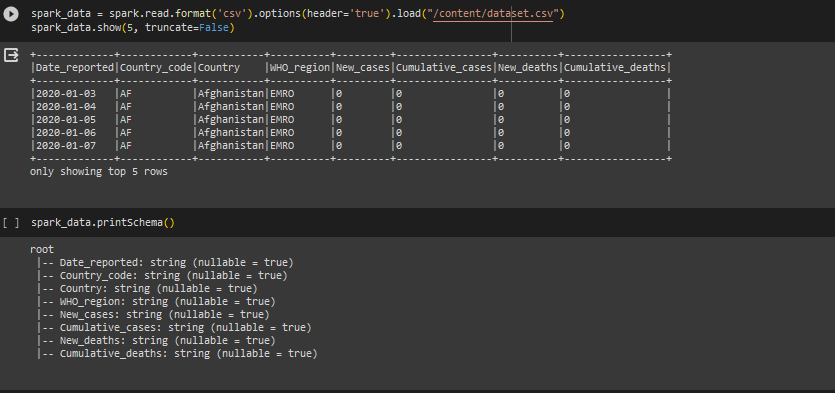 spark_data = spark.read.format('csv').options(header='true').load("/content/dataset.csv")
spark_data.show(5, truncate=False)
+-------------+------------+-----------+----------+---------+----------------+----------+-----------------+
|Date_reported|Country_code|Country    |WHO_region|New_cases|Cumulative_cases|New_deaths|Cumulative_deaths|
+-------------+------------+-----------+----------+---------+----------------+----------+-----------------+
|2020-01-03   |AF          |Afghanistan|EMRO      |0        |0               |0         |0                |
|2020-01-04   |AF          |Afghanistan|EMRO      |0        |0               |0         |0                |
|2020-01-05   |AF          |Afghanistan|EMRO      |0        |0               |0         |0                |
|2020-01-06   |AF          |Afghanistan|EMRO      |0        |0               |0         |0                |
|2020-01-07   |AF          |Afghanistan|EMRO      |0        |0               |0         |0                |
+-------------+------------+-----------+----------+---------+----------------+----------+-----------------+
only showing top 5 rows
[ ] spark_data.printSchema()
root
 |-- Date_reported: string (nullable = true)
 |-- Country_code: string (nullable = true)
 |-- Country: string (nullable = true)
 |-- WHO_region: string (nullable = true)
 |-- New_cases: string (nullable = true)
 |-- Cumulative_cases: string (nullable = true)
 |-- New_deaths: string (nullable = true)
 |-- Cumulative_deaths: string (nullable = true)